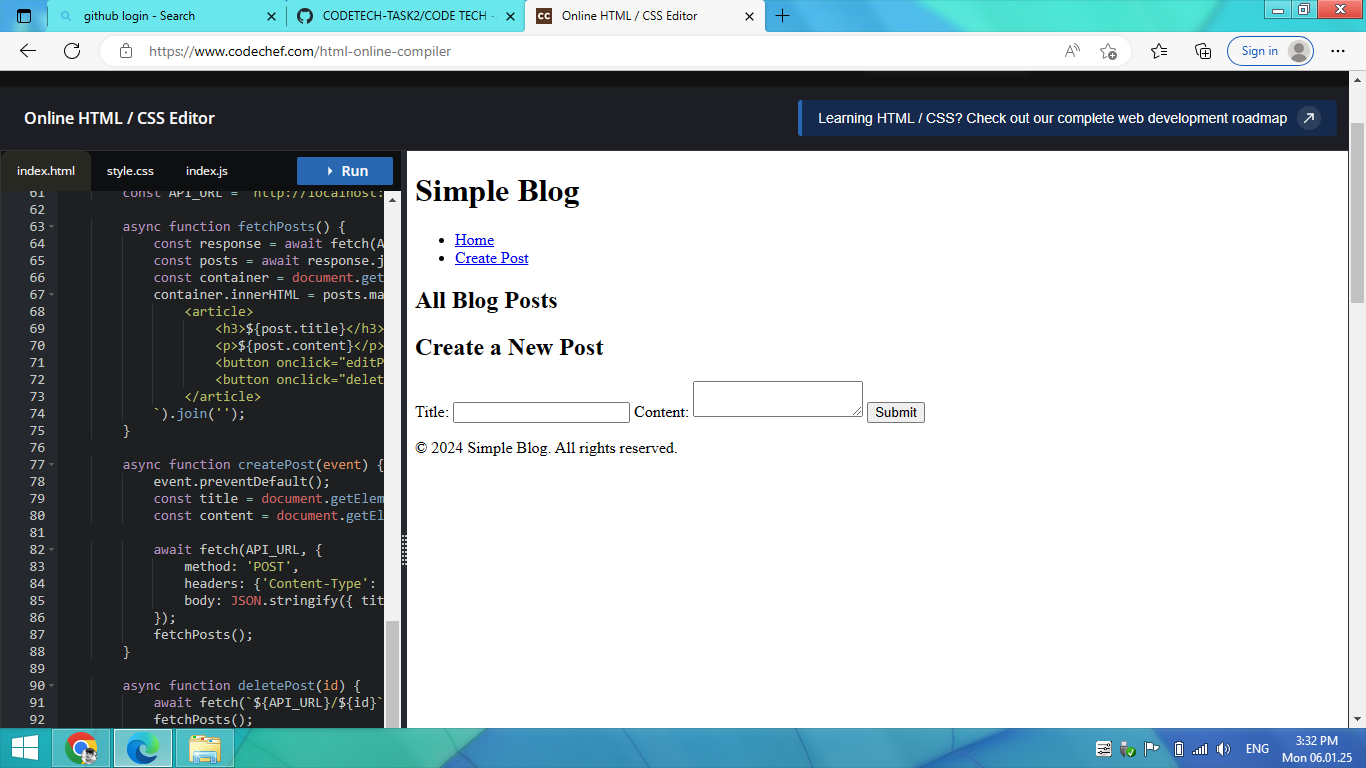 github login - Search
CODETECH-TASK2/CODE TECH -
Online HTML / CSS Editor
https://www.codechef.com/html-online-compiler
Sign in
Online HTML / CSS Editor
Learning HTML / CSS? Check out our complete web development roadmap
index.html
style.css
index.js
Run
61 const API_URL = 'http://localhost:
62
63 async function fetchPosts() {
64 const response = await fetch(A
65 const posts = await response.j
66 const container = document.get
67 container.innerHTML = posts.ma
68 <article>
69 <h3>${post.title}</h3>
70 <p>${post.content}</p>
71 <button onclick="editP
72 <button onclick="delet
73 </article>
74 `).join('');
75 }
76
77 async function createPost(event) {
78 event.preventDefault();
79 const title = document.getElem
80 const content = document.getEl
81
82 await fetch(API_URL, {
83 method: 'POST',
84 headers: {'Content-Type':
85 body: JSON.stringify({ tit
86 });
87 fetchPosts();
88 }
89
90 async function deletePost(id) {
91 await fetch(`${API_URL}/${id}`
92 fetchPosts();
Simple Blog
Home
Create Post
All Blog Posts
Create a New Post
Title:
Content:
Submit
© 2024 Simple Blog. All rights reserved.
ENG
3:32 PM
Mon 06.01.25